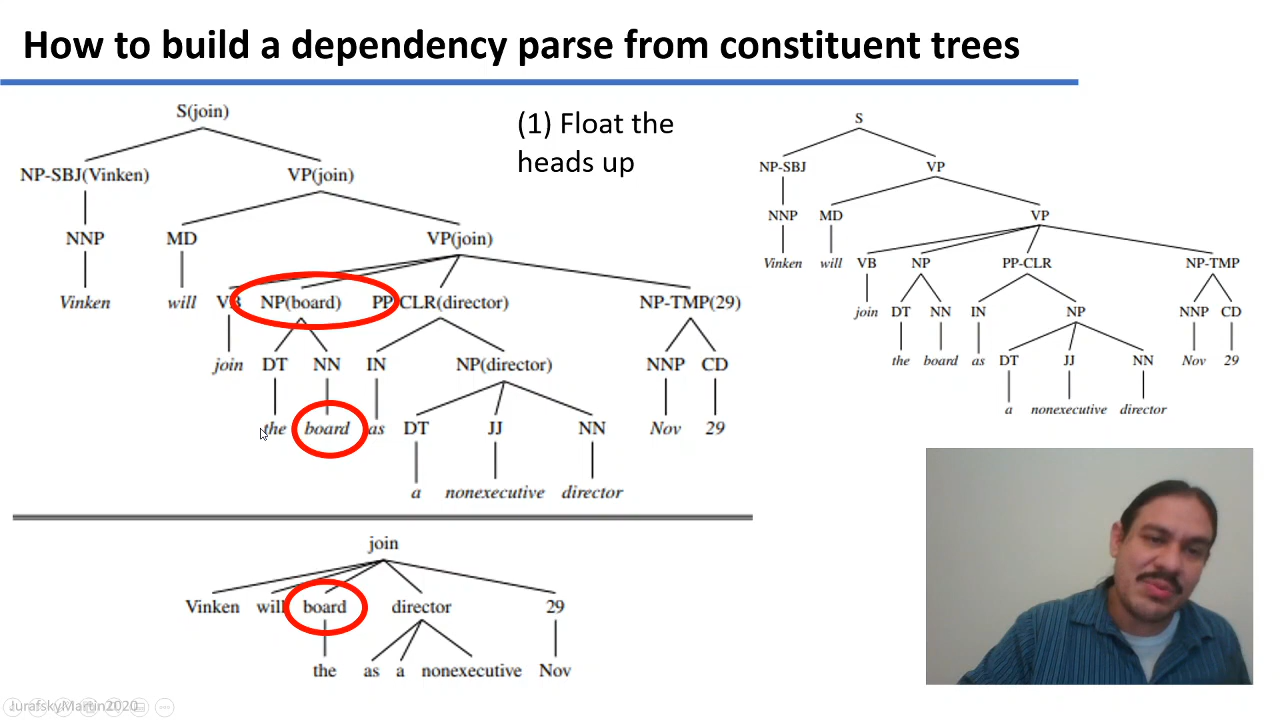 How to build a dependency parse from constituent trees
S(join)
NP-SBJ(Vinken) VP(join)
NNP MD VP(join)
Vinken will VB NP(board) PP-CLR(director) NP-TMP(29)
join DT NN IN NP(director) NNP CD
the board as DT JJ NN Nov 29
a nonexecutive director
(1) Float the
heads up
S
NP-SBJ VP
NNP MD VP
Vinken will VB NP PP-CLR NP-TMP
join DT NN IN NP NNP CD
the board as DT JJ NN Nov 29
a nonexecutive director
join
Vinken will board director 29
the as a nonexecutive Nov
JurafskyMartin2020